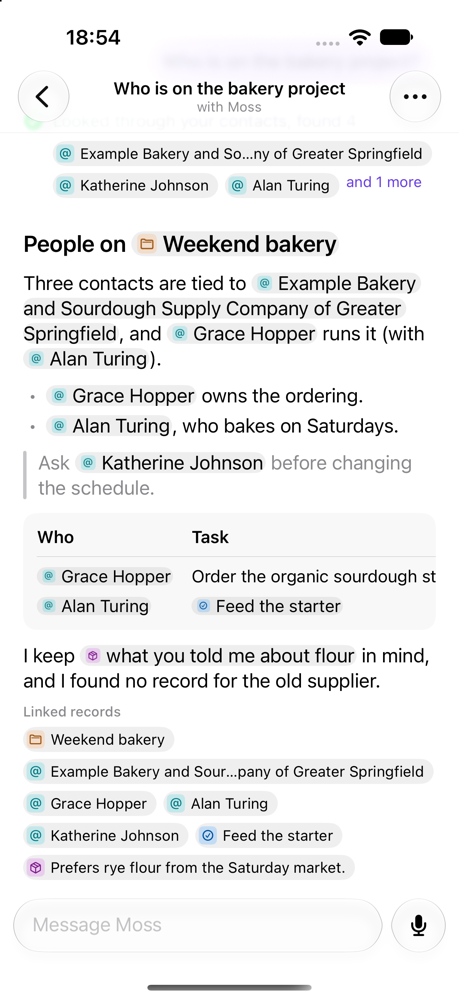 18:54
Who is on the bakery project
with Moss
@ Example Bakery and So...ny of Greater Springfield
@ Katherine Johnson @ Alan Turing and 1 more
People on Weekend bakery
Three contacts are tied to @ Example Bakery
and Sourdough Supply Company of Greater
Springfield, and @ Grace Hopper runs it (with
@ Alan Turing).
• @ Grace Hopper owns the ordering.
• @ Alan Turing, who bakes on Saturdays.
Ask @ Katherine Johnson before changing
the schedule.
Who Task
@ Grace Hopper Order the organic sourdough st
@ Alan Turing Feed the starter
I keep what you told me about flour in mind,
and I found no record for the old supplier.
Linked records
Weekend bakery
@ Example Bakery and Sour...pany of Greater Springfield
@ Grace Hopper @ Alan Turing
@ Katherine Johnson Feed the starter
Prefers rye flour from the Saturday market.
Message Moss